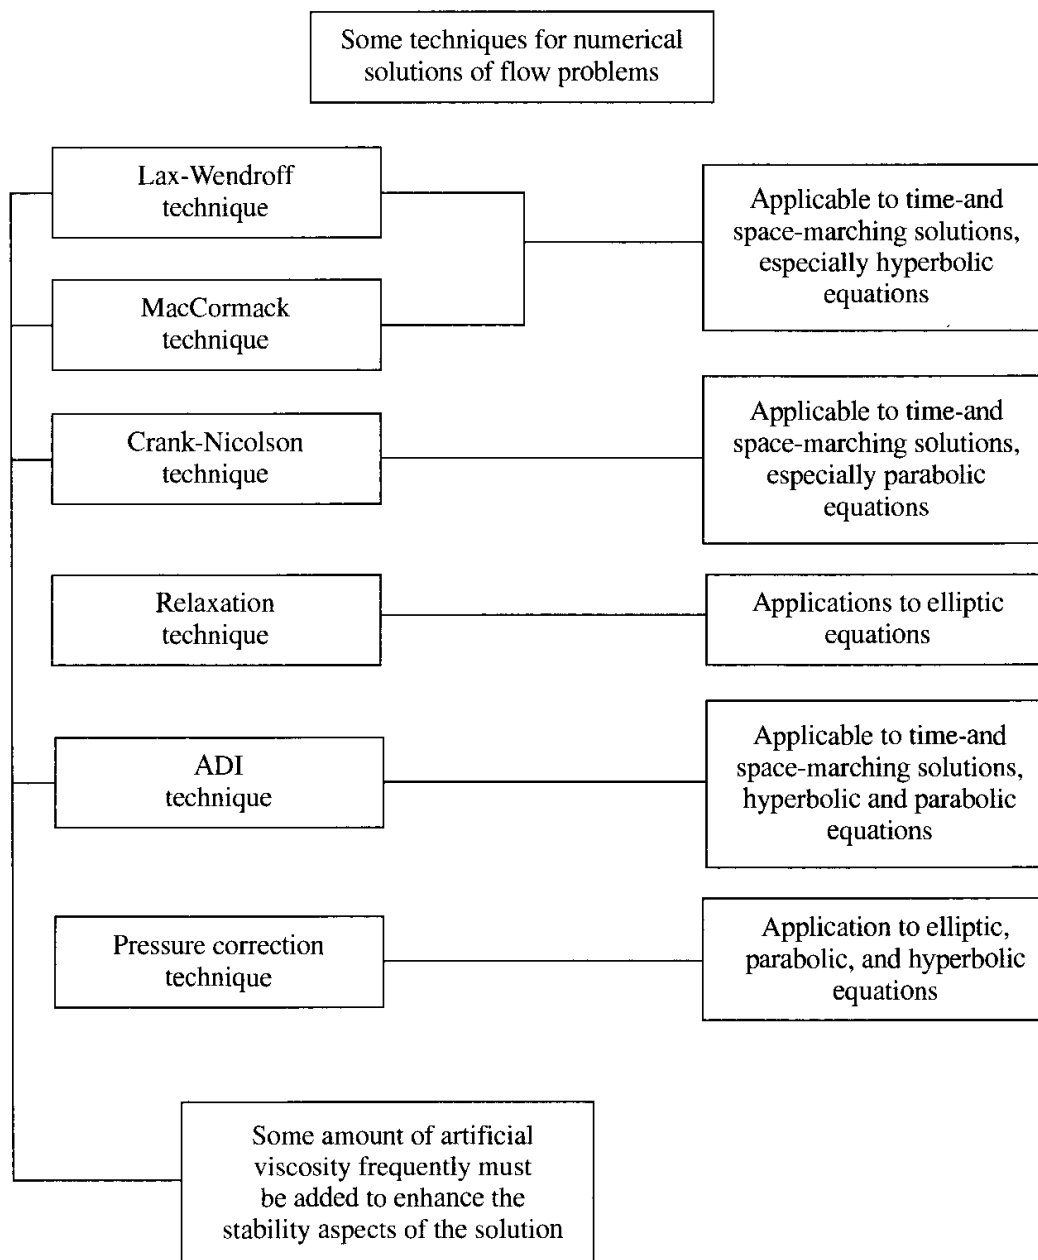 Some techniques for numerical
solutions of flow problems
Lax-Wendroff
technique
Applicable to time-and
space-marching solutions,
especially hyperbolic
equations
MacCormack
technique
Crank-Nicolson
technique
Applicable to time-and
space-marching solutions,
especially parabolic
equations
Relaxation
technique
Applications to elliptic
equations
ADI
technique
Applicable to time-and
space-marching solutions,
hyperbolic and parabolic
equations
Pressure correction
technique
Application to elliptic,
parabolic, and hyperbolic
equations
Some amount of artificial
viscosity frequently must
be added to enhance the
stability aspects of the solution